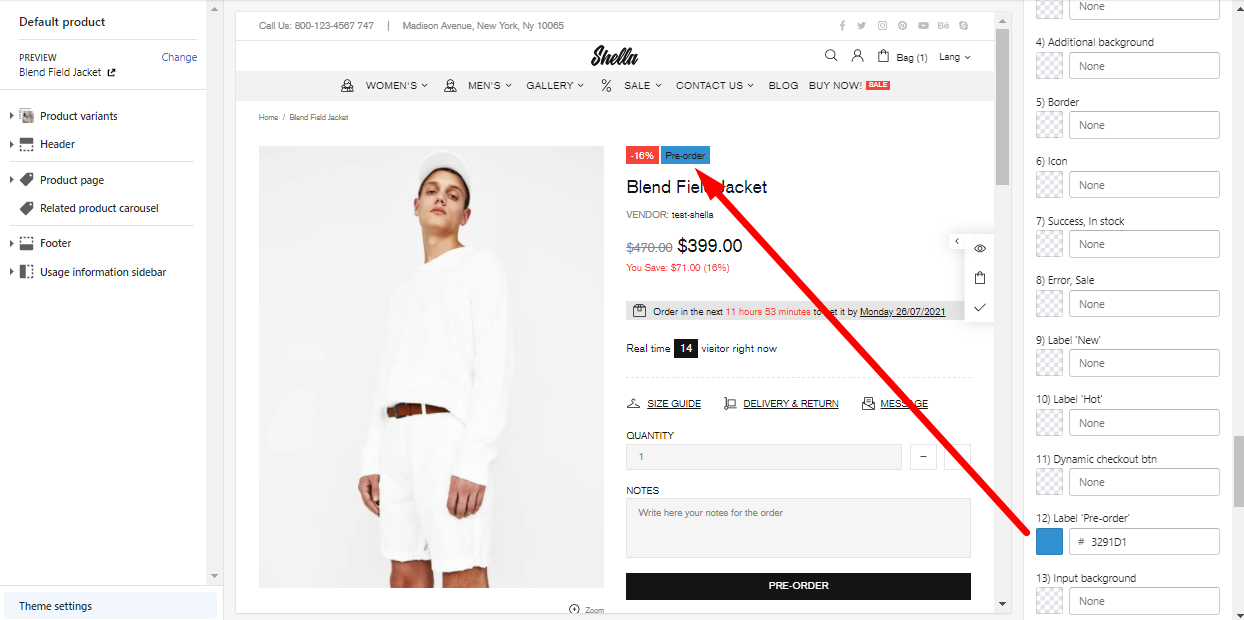 Default product
PREVIEW
Change
Blend Field Jacket
Product variants
Header
Product page
Related product carousel
Footer
Usage information sidebar
Theme settings
Call Us: 800-123-4567 747 | Madison Avenue, New York, Ny 10065
Shella
Bag (1) Lang
WOMEN'S MEN'S GALLERY % SALE CONTACT US BLOG BUY NOW! SALE
Home / Blend Field Jacket
-16% Pre-order
Blend Field Jacket
VENDOR: test-shella
$470.00 $399.00
You Save: $71.00 (16%)
Order in the next 11 hours 53 minutes to get it by Monday 26/07/2021
Real time 14 visitor right now
SIZE GUIDE DELIVERY & RETURN MESSAGE
QUANTITY
1 −
NOTES
Write here your notes for the order
PRE-ORDER
Zoom
None
4) Additional background
None
5) Border
None
6) Icon
None
7) Success, In stock
None
8) Error, Sale
None
9) Label 'New'
None
10) Label 'Hot'
None
11) Dynamic checkout btn
None
12) Label 'Pre-order'
# 3291D1
13) Input background
None